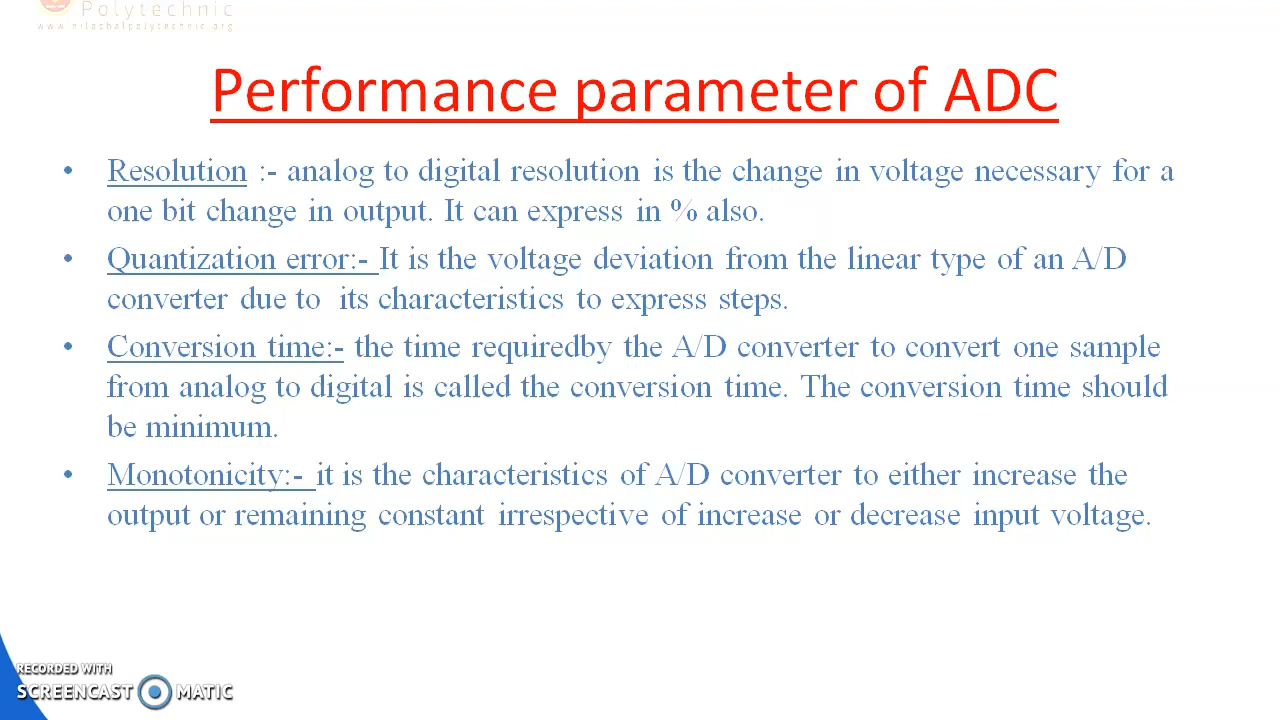 Polytechnic
www.nilachalpolytechnic.org
Performance parameter of ADC
• Resolution :- analog to digital resolution is the change in voltage necessary for a
one bit change in output. It can express in % also.
• Quantization error:- It is the voltage deviation from the linear type of an A/D
converter due to its characteristics to express steps.
• Conversion time:- the time requiredby the A/D converter to convert one sample
from analog to digital is called the conversion time. The conversion time should
be minimum.
• Monotonicity:- it is the characteristics of A/D converter to either increase the
output or remaining constant irrespective of increase or decrease input voltage.
RECORDED WITH
SCREENCAST MATIC